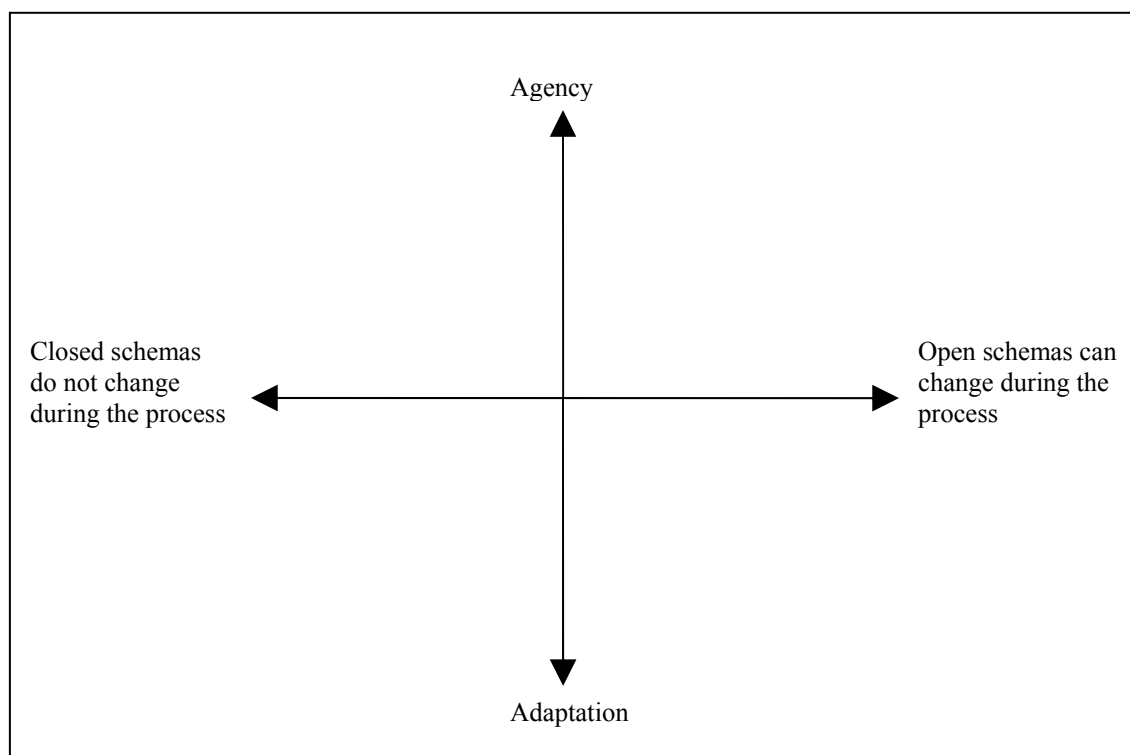 Agency
Closed schemas
do not change
during the process
Open schemas can
change during the
process
Adaptation